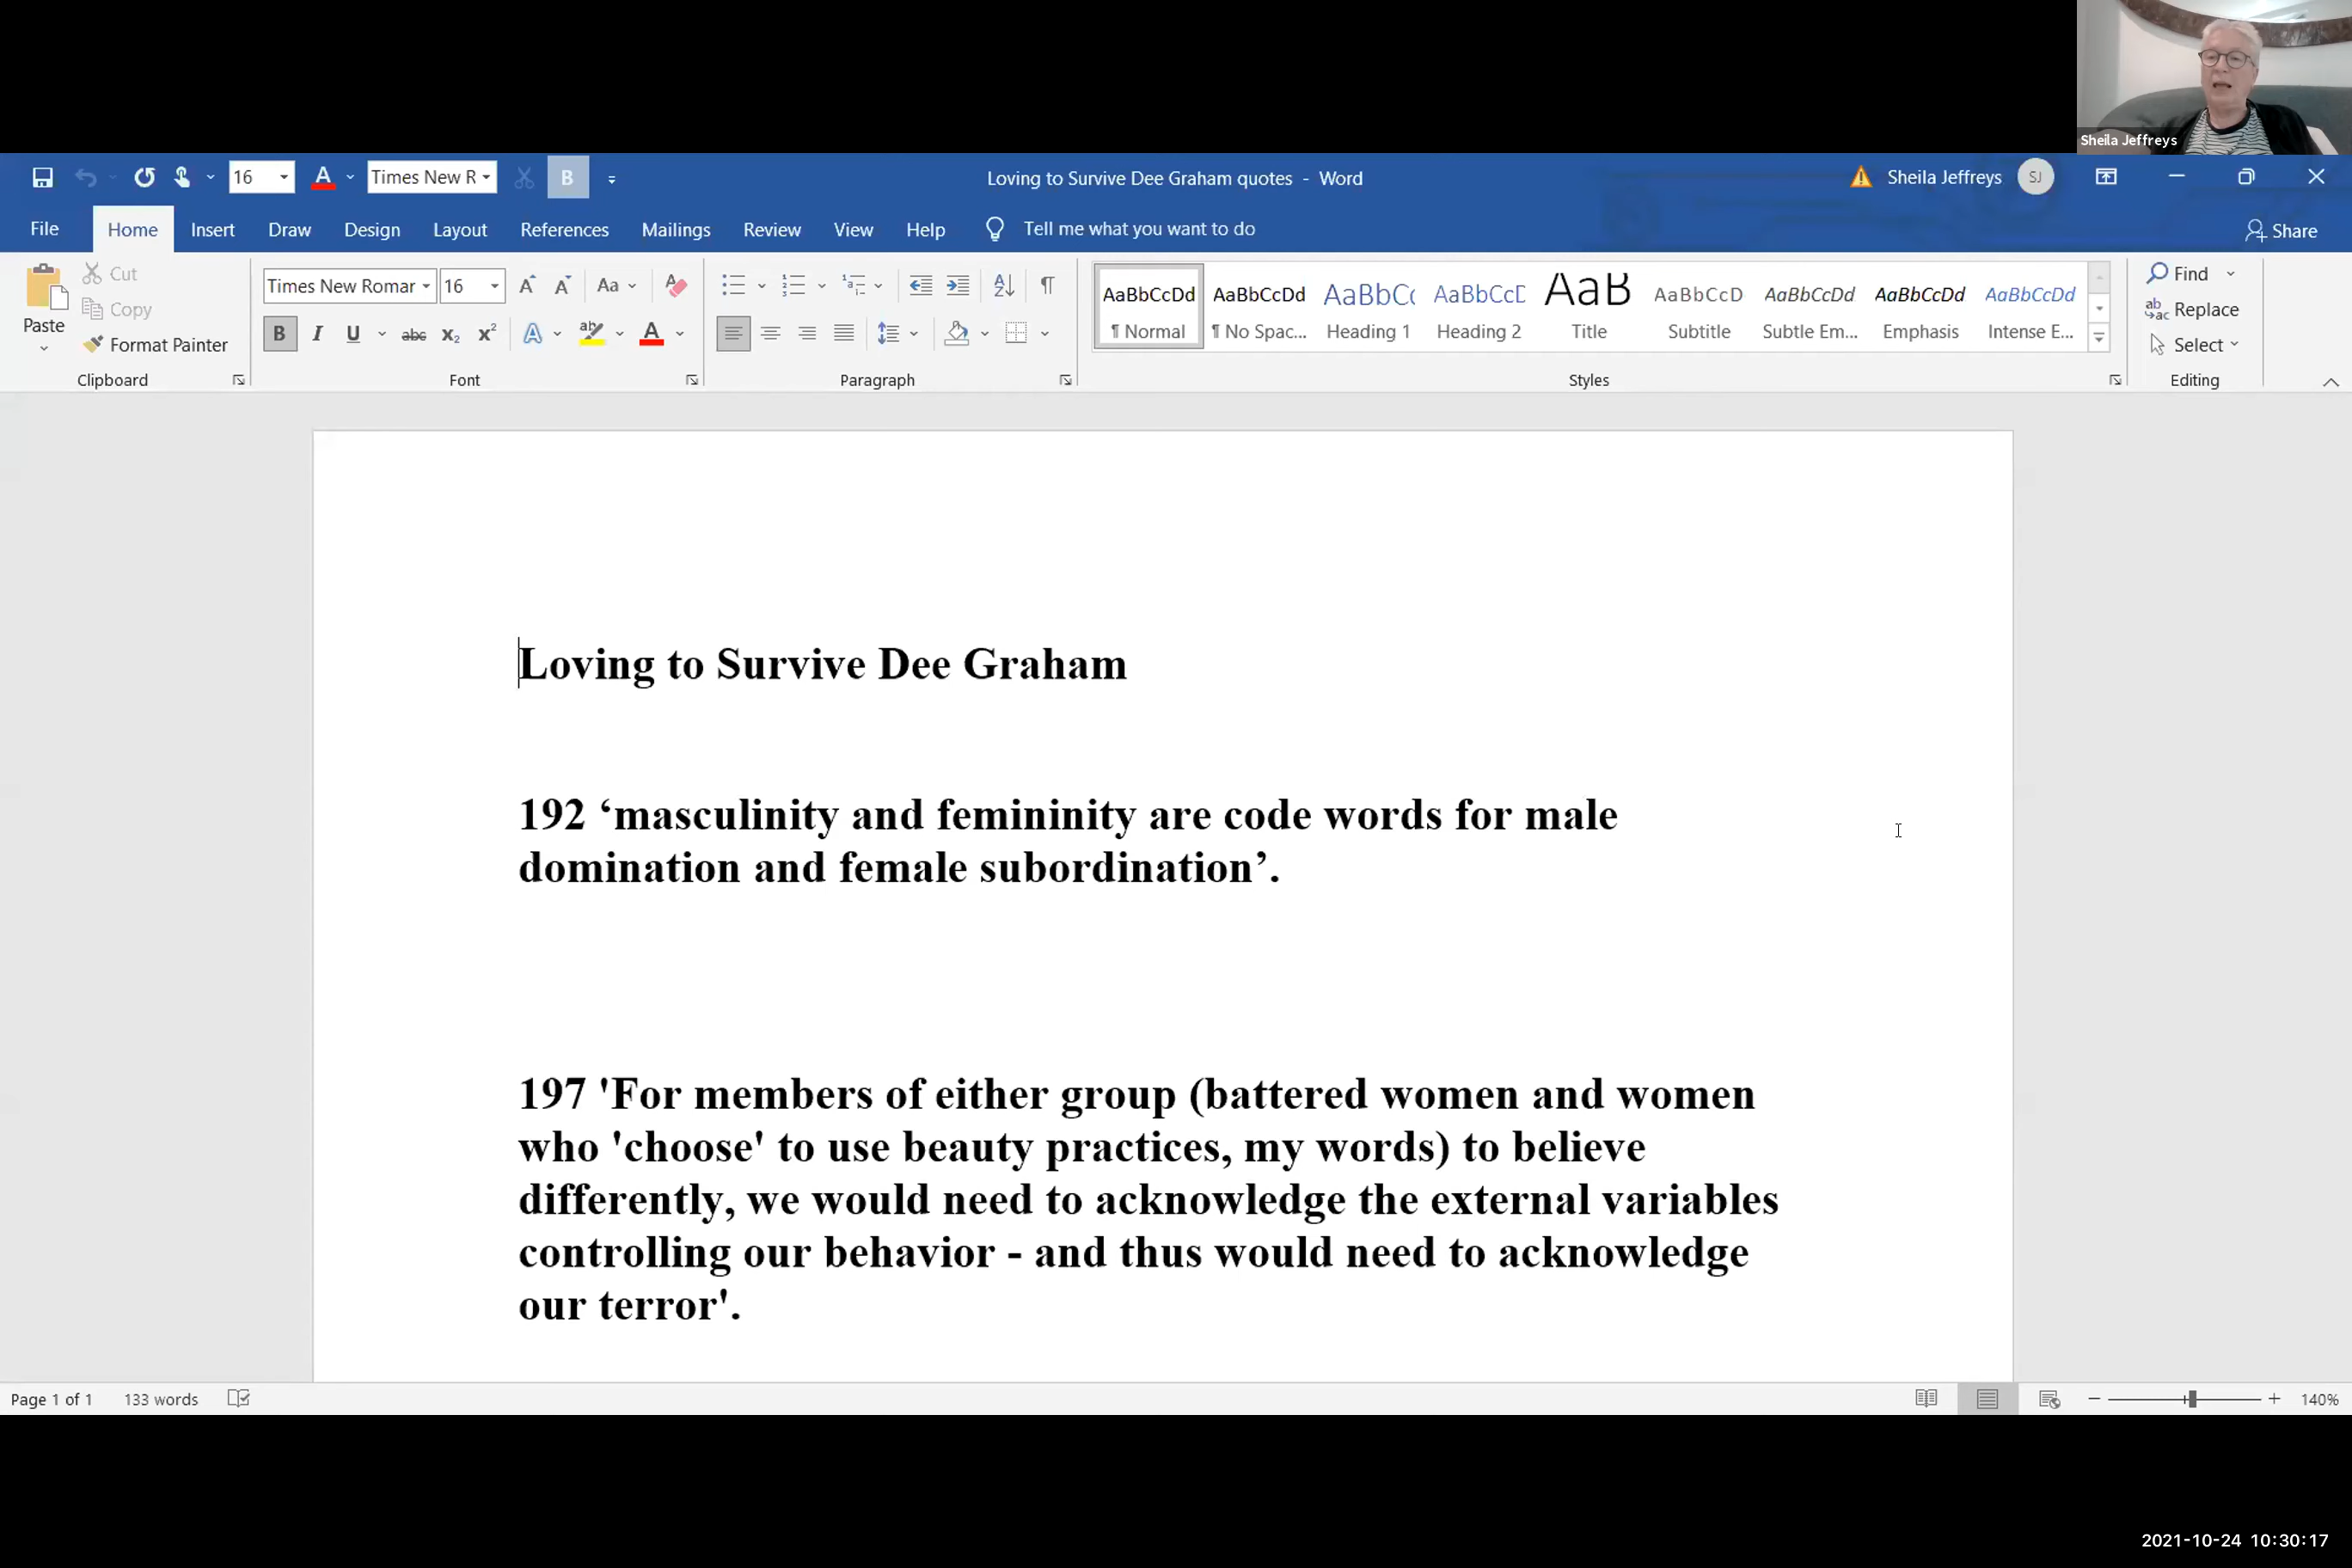 Sheila Jeffreys
16
Times New R
B
Loving to Survive Dee Graham quotes - Word
Sheila Jeffreys
SJ
File
Home
Insert
Draw
Design
Layout
References
Mailings
Review
View
Help
Tell me what you want to do
Share
Paste
Cut
Copy
Format Painter
Clipboard
Times New Romar
16
Aa
B I U abc X₂ X²
Font
Paragraph
AaBbCcDd
¶ Normal
AaBbCcDd
¶ No Spac...
AaBbC
Heading 1
AaBbCcD
Heading 2
AaB
Title
AaBbCcD
Subtitle
AaBbCcDd
Subtle Em...
AaBbCcDd
Emphasis
AaBbCcDd
Intense E...
Styles
Find
Replace
Select
Editing
Loving to Survive Dee Graham
192 ‘masculinity and femininity are code words for male
domination and female subordination’.
197 'For members of either group (battered women and women
who 'choose' to use beauty practices, my words) to believe
differently, we would need to acknowledge the external variables
controlling our behavior - and thus would need to acknowledge
our terror'.
Page 1 of 1
133 words
140%
2021-10-24 10:30:17